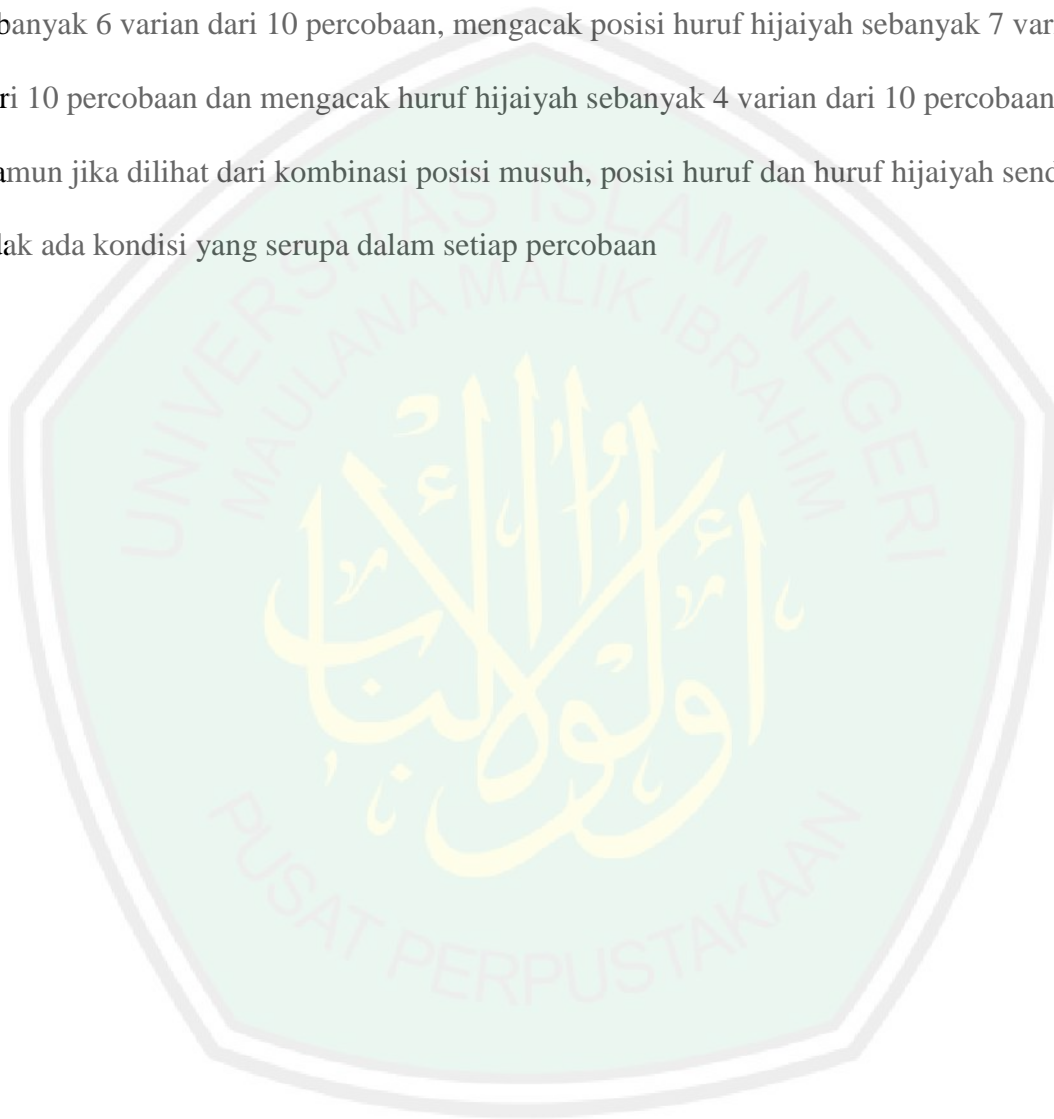 banyak 6 varian dari 10 percobaan, mengacak posisi huruf hijaiyah sebanyak 7 var
ri 10 percobaan dan mengacak huruf hijaiyah sebanyak 4 varian dari 10 percobaan
amun jika dilihat dari kombinasi posisi musuh, posisi huruf dan huruf hijaiyah send
lak ada kondisi yang serupa dalam setiap percobaan
UNIVERSITAS ISLAM NEGERI
MAULANA MALIK IBRAHIM
أولو الألباب
PUSAT PERPUSTAKAAN